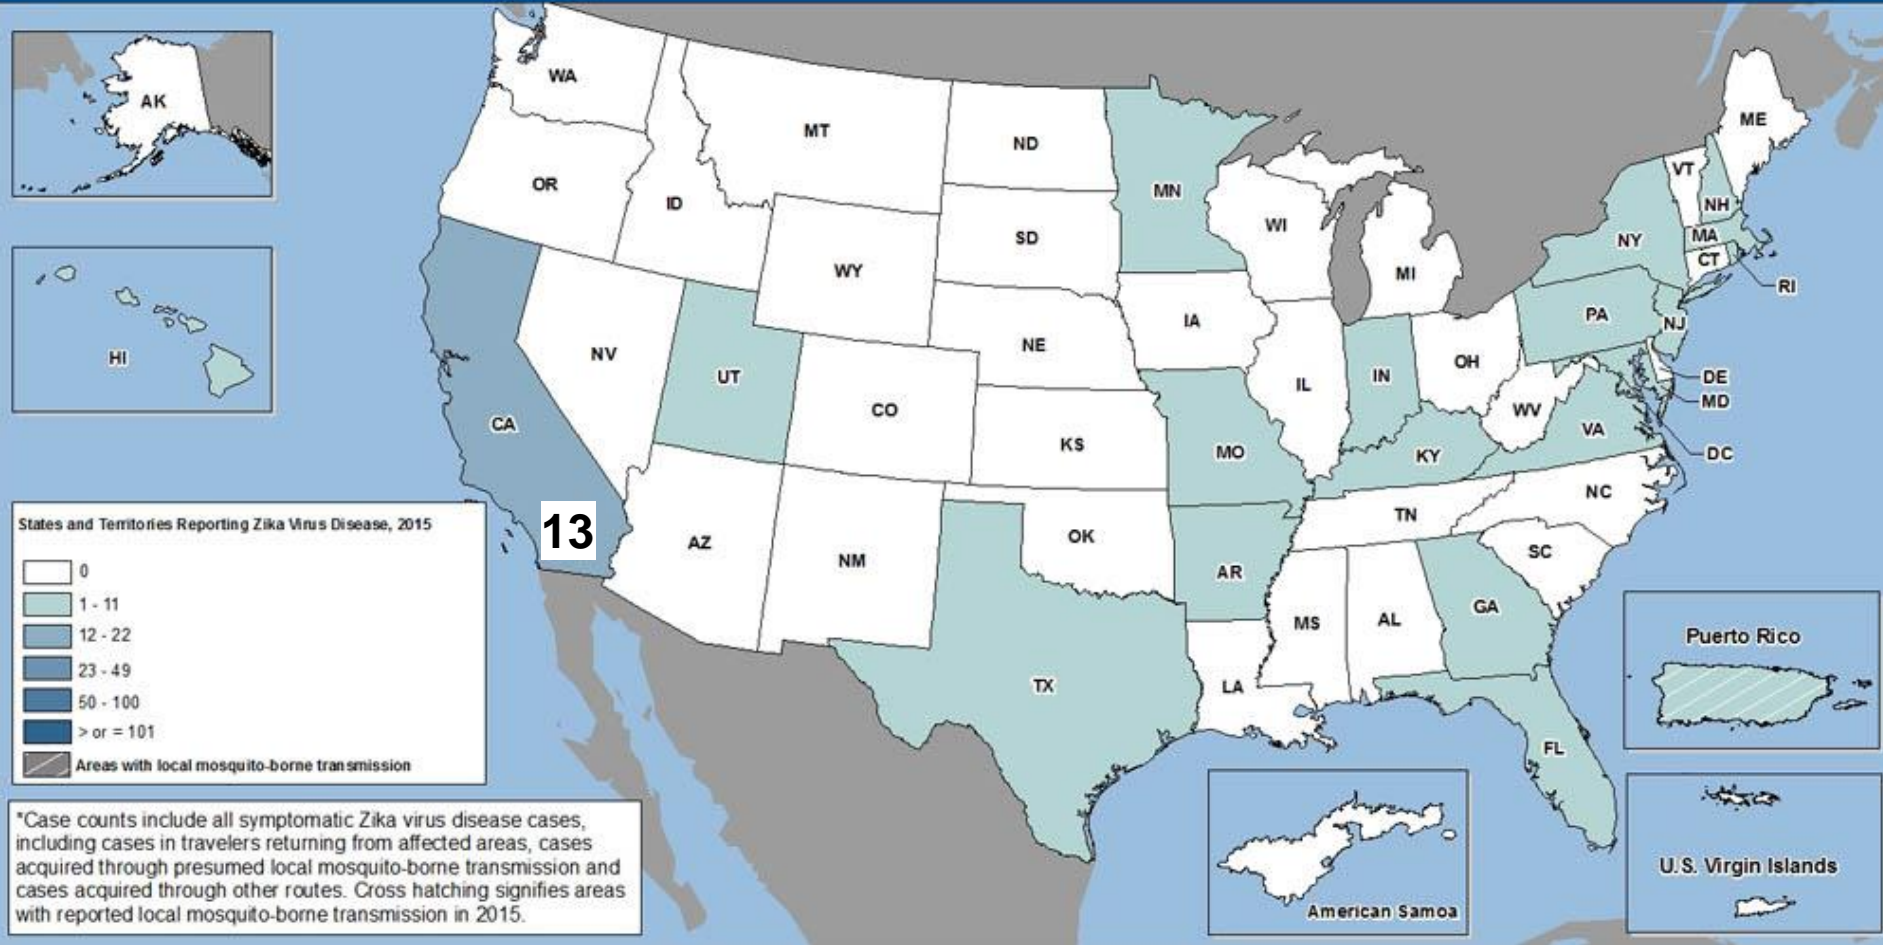 AK
HI
WA
OR
CA
13
ID
NV
UT
AZ
MT
WY
CO
NM
ND
SD
NE
KS
OK
TX
MN
IA
MO
AR
LA
WI
IL
MI
IN
OH
KY
TN
MS
AL
GA
FL
SC
NC
VA
WV
PA
NY
VT
NH
ME
MA
CT
RI
NJ
DE
MD
DC
States and Territories Reporting Zika Virus Disease, 2015
0
1 - 11
12 - 22
23 - 49
50 - 100
> or = 101
Areas with local mosquito-borne transmission
*Case counts include all symptomatic Zika virus disease cases,
including cases in travelers returning from affected areas, cases
acquired through presumed local mosquito-borne transmission and
cases acquired through other routes. Cross hatching signifies areas
with reported local mosquito-borne transmission in 2015.
American Samoa
Puerto Rico
U.S. Virgin Islands